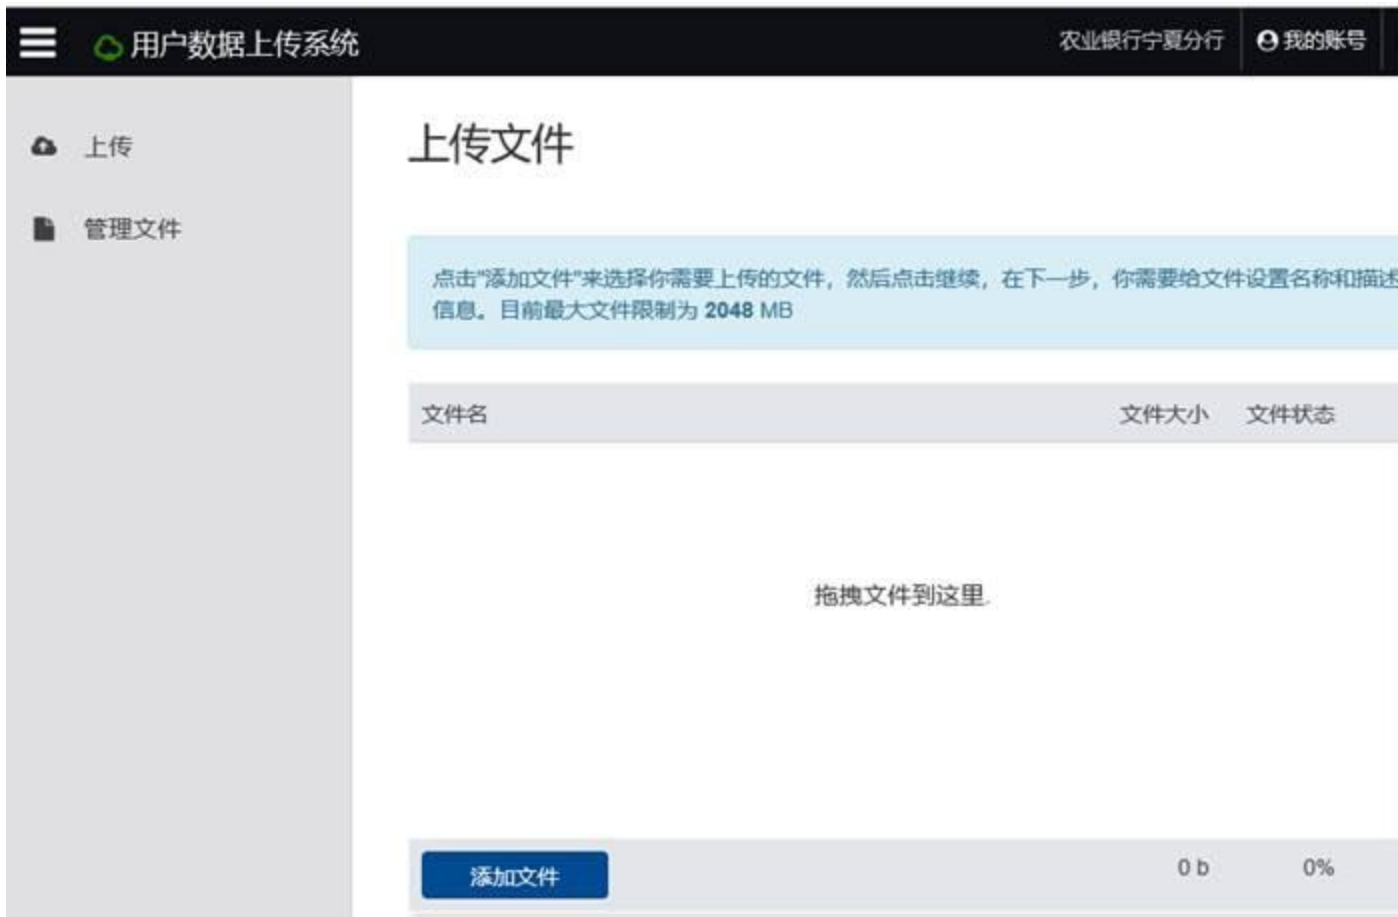 用户数据上传系统 农业银行宁夏分行 我的账号
上传
管理文件
上传文件
点击"添加文件"来选择你需要上传的文件，然后点击继续，在下一步，你需要给文件设置名称和描述
信息。目前最大文件限制为 2048 MB
文件名 文件大小 文件状态
拖拽文件到这里.
添加文件 0 b 0%